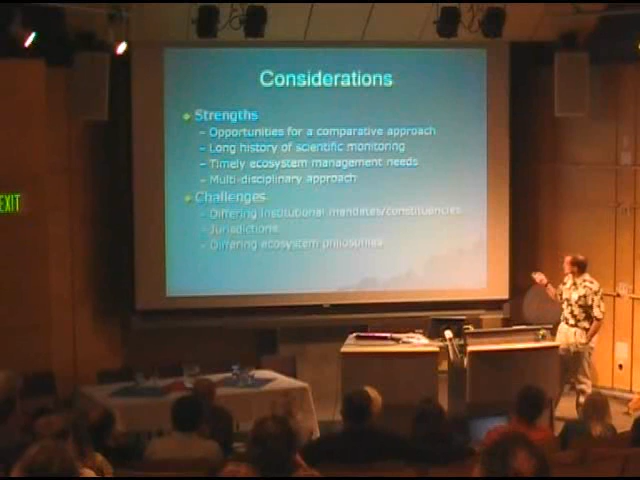 Considerations
Strengths
– Opportunities for a comparative approach
– Long history of scientific monitoring
– Timely ecosystem management needs
– Multi-disciplinary approach
Challenges
– Differing institutional mandates/constituencies
– Jurisdictions
– Differing ecosystem philosophies
EXIT